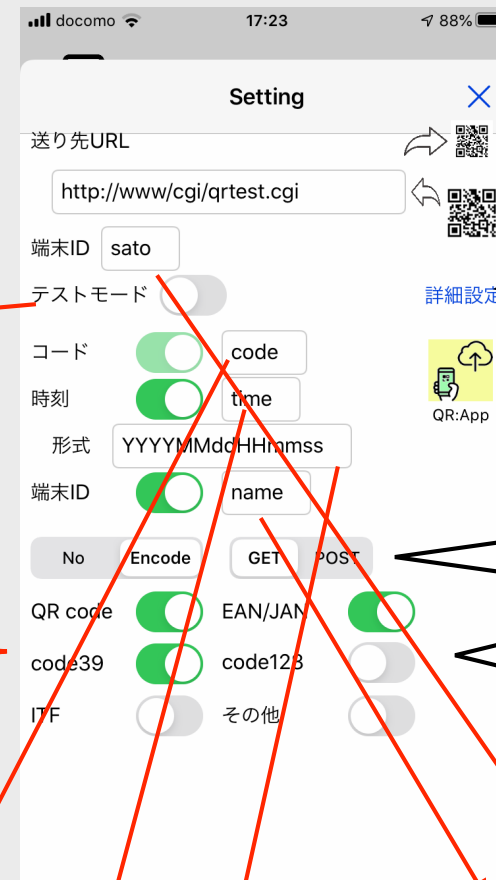 docomo 17:23 88%
Setting
送り先URL
http://www/cgi/qrtest.cgi
端末ID sato
テストモード 詳細設定
コード code
時刻 time
QR:App
形式 YYYYMMddHHmmss
端末ID name
No Encode GET POST
QR code EAN/JAN
code39 code128
ITF その他